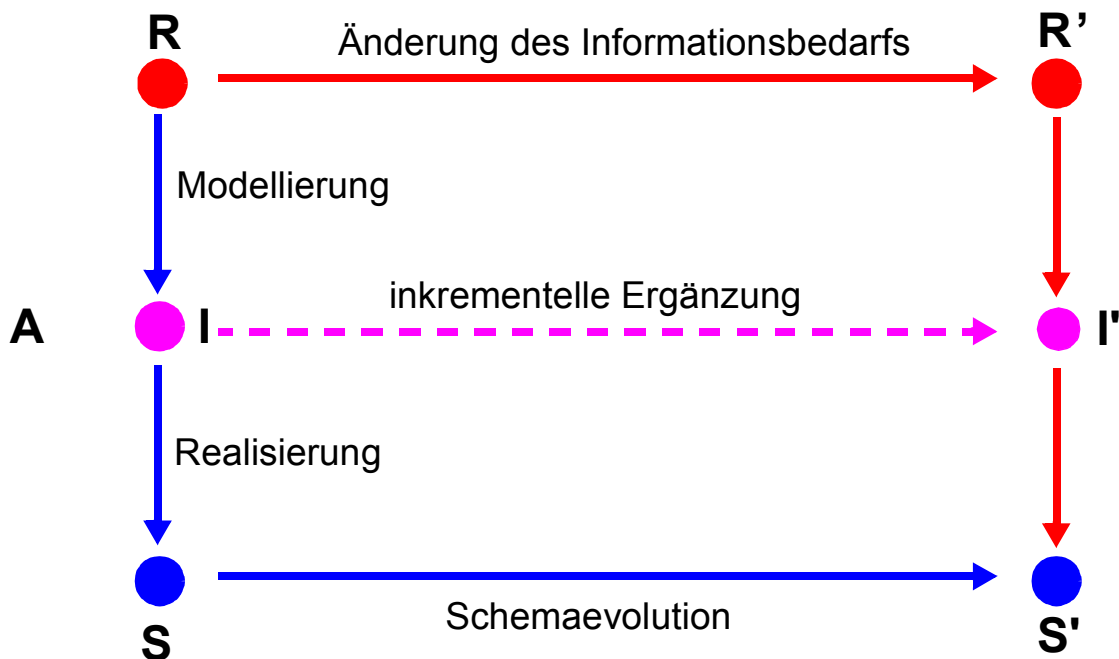 R
Änderung des Informationsbedarfs
R’
Modellierung
inkrementelle Ergänzung
A
I
I'
Realisierung
Schemaevolution
S
S'